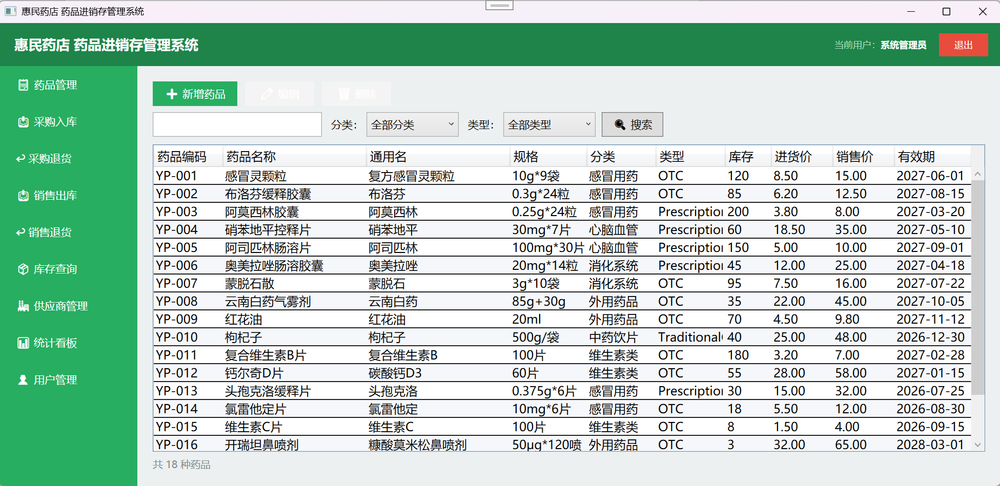 惠民药店 药品进销存管理系统
惠民药店 药品进销存管理系统
当前用户: 系统管理员 退出
药品管理
采购入库
采购退货
销售出库
销售退货
库存查询
供应商管理
统计看板
用户管理
新增药品 编辑 删除
分类: 全部分类 类型: 全部类型 搜索
药品编码 药品名称 通用名 规格 分类 类型 库存 进货价 销售价 有效期
YP-001 感冒灵颗粒 复方感冒灵颗粒 10g*9袋 感冒用药 OTC 120 8.50 15.00 2027-06-01
YP-002 布洛芬缓释胶囊 布洛芬 0.3g*24粒 感冒用药 OTC 85 6.20 12.50 2027-08-15
YP-003 阿莫西林胶囊 阿莫西林 0.25g*24粒 感冒用药 Prescriptio 200 3.80 8.00 2027-03-20
YP-004 硝苯地平控释片 硝苯地平 30mg*7片 心脑血管 Prescriptio 60 18.50 35.00 2027-05-10
YP-005 阿司匹林肠溶片 阿司匹林 100mg*30片 心脑血管 Prescriptio 150 5.00 10.00 2027-09-01
YP-006 奥美拉唑肠溶胶囊 奥美拉唑 20mg*14粒 消化系统 Prescriptio 45 12.00 25.00 2027-04-18
YP-007 蒙脱石散 蒙脱石 3g*10袋 消化系统 OTC 95 7.50 16.00 2027-07-22
YP-008 云南白药气雾剂 云南白药 85g+30g 外用药品 OTC 35 22.00 45.00 2027-10-05
YP-009 红花油 红花油 20ml 外用药品 OTC 70 4.50 9.80 2027-11-12
YP-010 枸杞子 枸杞子 500g/袋 中药饮片 Traditional 40 25.00 48.00 2026-12-30
YP-011 复合维生素B片 复合维生素B 100片 维生素类 OTC 180 3.20 7.00 2027-02-28
YP-012 钙尔奇D片 碳酸钙D3 60片 维生素类 OTC 55 28.00 58.00 2027-01-15
YP-013 头孢克洛缓释片 头孢克洛 0.375g*6片 感冒用药 Prescriptio 30 15.00 32.00 2026-07-25
YP-014 氯雷他定片 氯雷他定 10mg*6片 感冒用药 OTC 18 5.50 12.00 2026-08-30
YP-015 维生素C片 维生素C 100片 维生素类 OTC 8 1.50 4.00 2026-09-15
YP-016 开瑞坦鼻喷剂 糠酸莫米松鼻喷剂 50μg*120喷 外用药品 OTC 3 32.00 65.00 2028-03-01
共 18 种药品